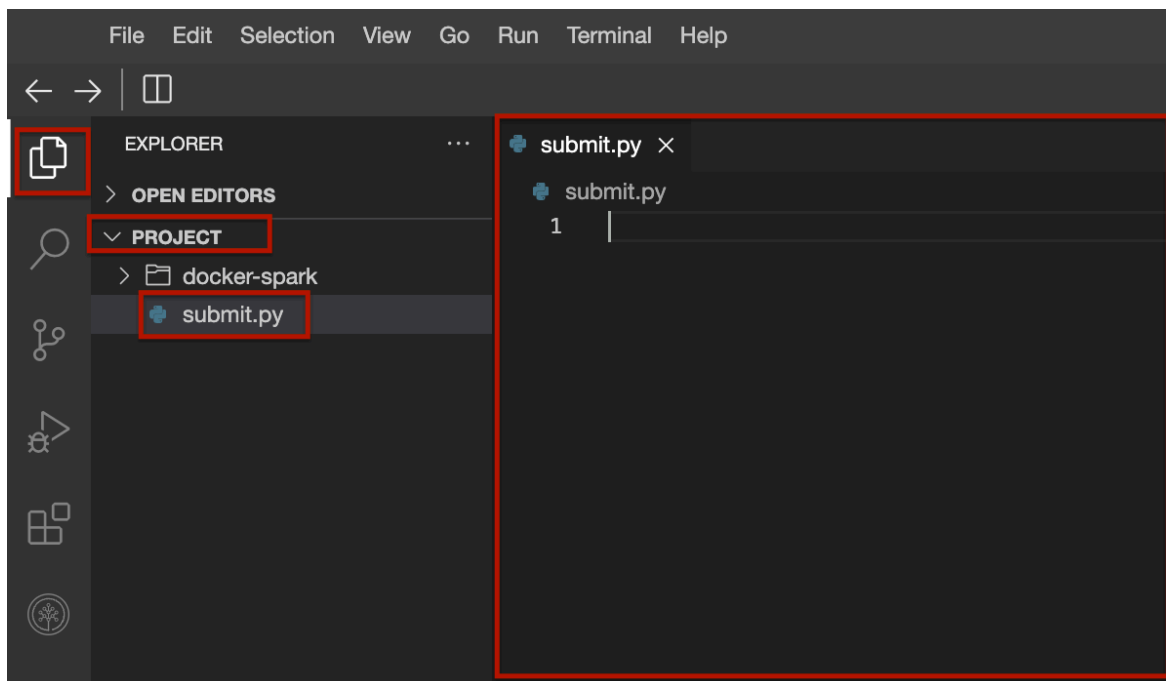 File Edit Selection View Go Run Terminal Help
EXPLORER ...
OPEN EDITORS
PROJECT
docker-spark
submit.py
submit.py
submit.py
1